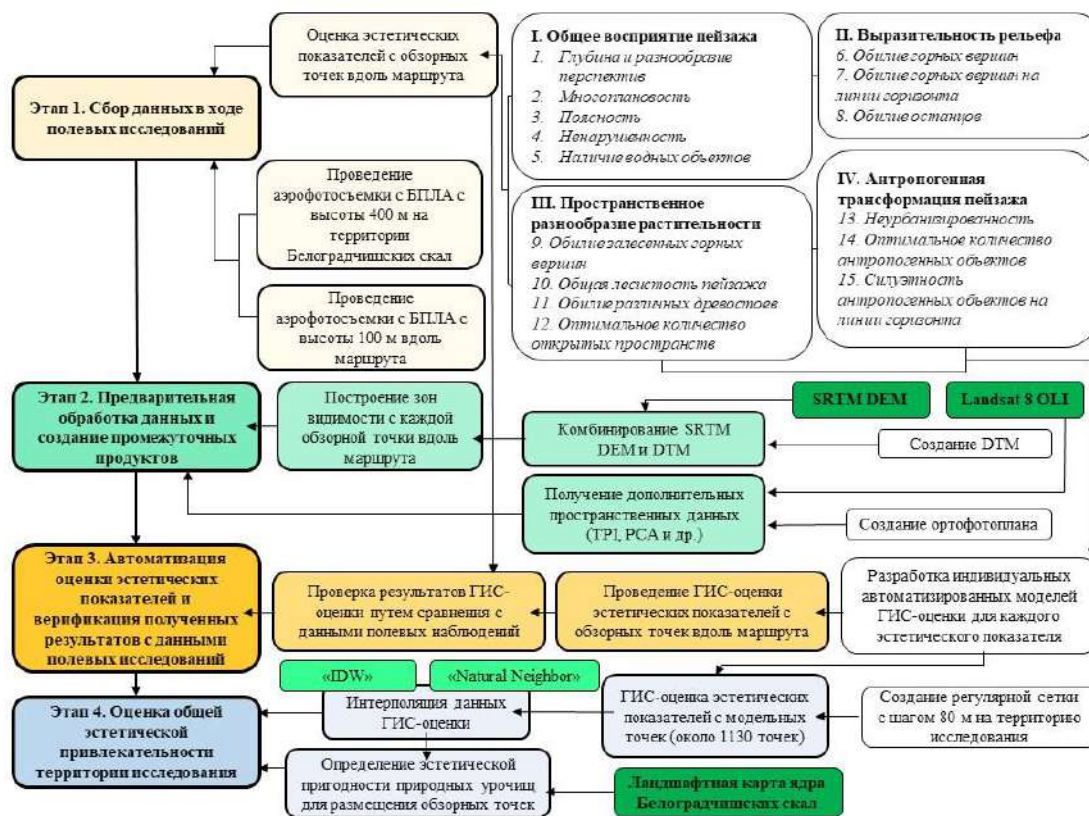 Оценка эстетических
показателей с обзорных
точек вдоль маршрута
I. Общее восприятие пейзажа
1. Глубина и разнообразие
перспектив
2. Многоплановость
3. Поясность
4. Ненарушенность
5. Наличие водных объектов
II. Выразительность рельефа
6. Обилие горных вершин
7. Обилие горных вершин на
линии горизонта
8. Обилие останцов
Этап 1. Сбор данных в ходе
полевых исследований
Проведение
аэрофотосъемки с БПЛА с
высоты 400 м на
территории
Белоградчишских скал
Проведение
аэрофотосъемки с БПЛА с
высоты 100 м вдоль
маршрута
III. Пространственное
разнообразие растительности
9. Обилие залесенных горных
вершин
10. Общая лесистость пейзажа
11. Обилие различных древостоев
12. Оптимальное количество
открытых пространств
IV. Антропогенная
трансформация пейзажа
13. Неурбанизированность
14. Оптимальное количество
антропогенных объектов
15. Силуэтность
антропогенных объектов на
линии горизонта
Этап 2. Предварительная
обработка данных и
создание промежуточных
продуктов
Построение зон
видимости с каждой
обзорной точки вдоль
маршрута
SRTM DEM
Landsat 8 OLI
Комбинирование SRTM
DEM и DTM
Создание DTM
Получение дополнительных
пространственных данных
(TPI, PCA и др.)
Создание ортофотоплана
Этап 3. Автоматизация
оценки эстетических
показателей и
верификация полученных
результатов с данными
полевых исследований
Проверка результатов ГИС-
оценки путем сравнения с
данными полевых наблюдений
Проведение ГИС-оценки
эстетических показателей с
обзорных точек вдоль маршрута
Разработка индивидуальных
автоматизированных моделей
ГИС-оценки для каждого
эстетического показателя
Этап 4. Оценка общей
эстетической
привлекательности
территории исследования
«IDW»
«Natural Neighbor»
Интерполяция данных
ГИС-оценки
ГИС-оценка эстетических
показателей с модельных
точек (около 1130 точек)
Создание регулярной сетки
с шагом 80 м на территорию
исследования
Определение эстетической
пригодности природных урочищ
для размещения обзорных точек
Ландшафтная карта ядра
Белоградчишских скал